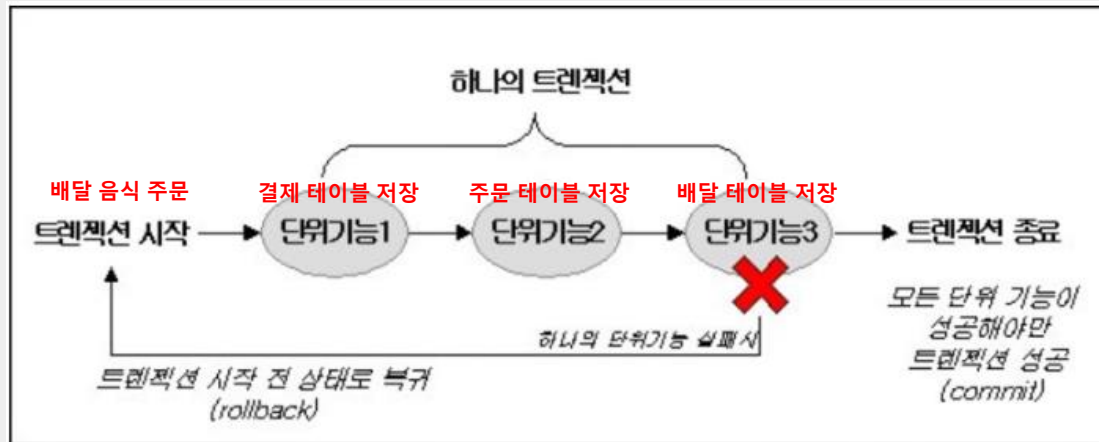 하나의 트렌젝션
배달 음식 주문
결제 테이블 저장
주문 테이블 저장
배달 테이블 저장
트렌젝션 시작
단위기능1
단위기능2
단위기능3
트렌젝션 종료
하나의 단위기능 실패시
트렌젝션 시작 전 상태로 복귀
(rollback)
모든 단위 기능이
성공해야만
트렌젝션 성공
(commit)